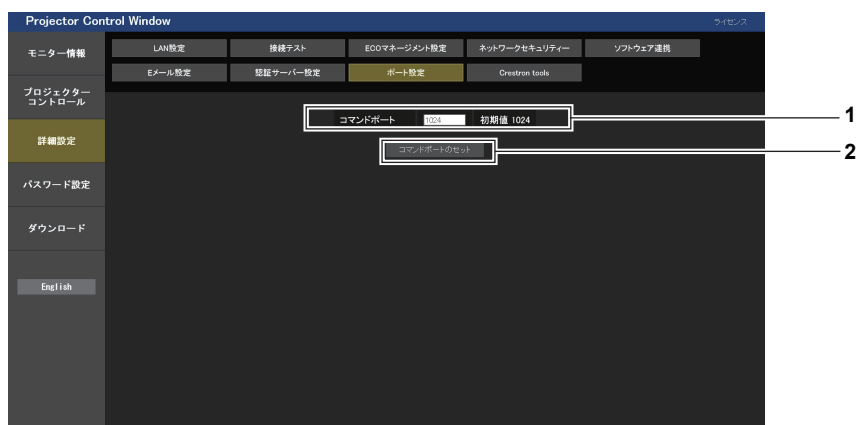 Projector Control Window
ライセンス
モニター情報
LAN設定
接続テスト
ECOマネージメント設定
ネットワークセキュリティー
ソフトウェア連携
Eメール設定
認証サーバー設定
ポート設定
Crestron tools
プロジェクター
コントロール
コマンドポート 1024 初期値 1024
1
詳細設定
コマンドポートのセット
2
パスワード設定
ダウンロード
English